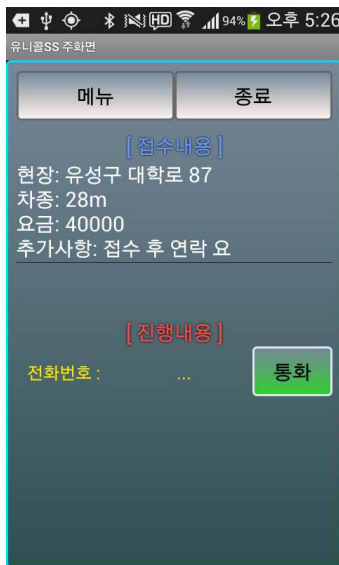 HD 94% 오후 5:26
유니콜SS 주화면
메뉴 종료
[ 접수내용 ]
현장: 유성구 대학로 87
차종: 28m
요금: 40000
추가사항: 접수 후 연락 요
[ 진행내용 ]
전화번호 : ... 통화